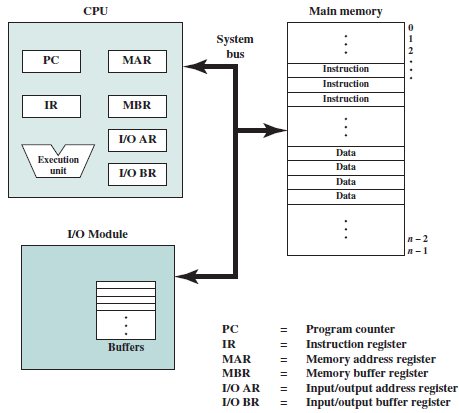 CPU
PC
MAR
IR
MBR
I/O AR
Execution
unit
I/O BR
System
bus
Main memory
0
1
2
Instruction
Instruction
Instruction
Data
Data
Data
Data
n – 2
n – 1
I/O Module
Buffers
PC = Program counter
IR = Instruction register
MAR = Memory address register
MBR = Memory buffer register
I/O AR = Input/output address register
I/O BR = Input/output buffer register